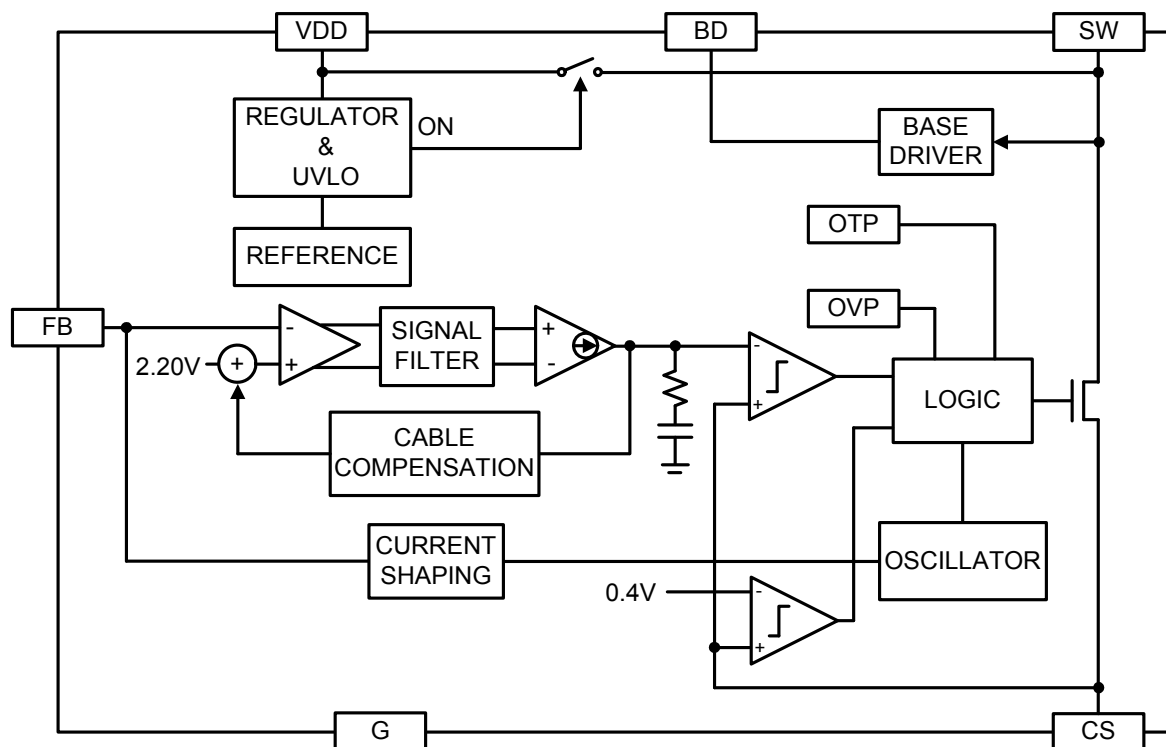 VDD
BD
SW
REGULATOR
&
UVLO
ON
BASE
DRIVER
REFERENCE
OTP
OVP
FB
-
+
2.20V
+
SIGNAL
FILTER
+
-
-
+
LOGIC
CABLE
COMPENSATION
CURRENT
SHAPING
OSCILLATOR
0.4V
-
+
G
CS